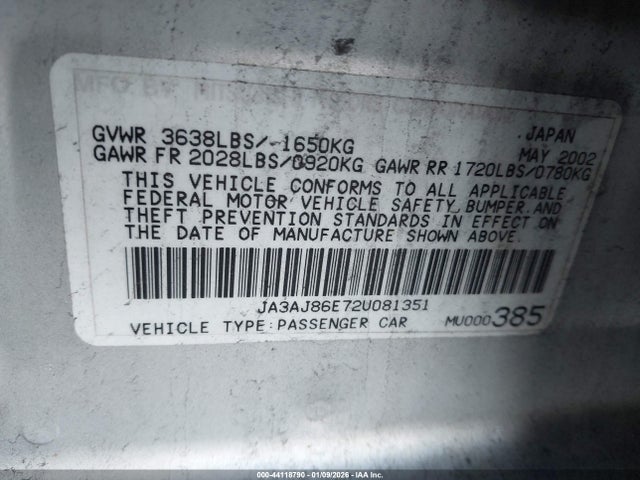 MFD BY
JAPAN
GVWR 3638LBS/ 1650KG
MAY 2002
GAWR FR 2028LBS/0920KG GAWR RR 1720LBS/0780KG
THIS VEHICLE CONFORMS TO ALL APPLICABLE
FEDERAL MOTOR VEHICLE SAFETY, BUMPER, AND
THEFT PREVENTION STANDARDS IN EFFECT ON
THE DATE OF MANUFACTURE SHOWN ABOVE.
JA3AJ86E72U081351
VEHICLE TYPE:PASSENGER CAR MU000385
000-44118790 - 01/09/2026 - IAA Inc.